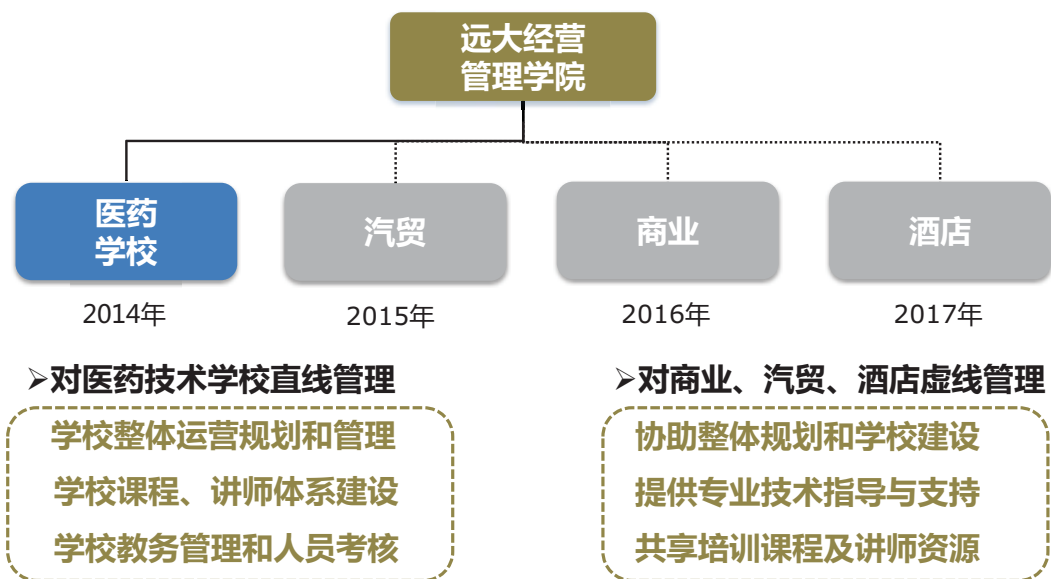 远大经营
管理学院
医药
学校
汽贸
商业
酒店
2014年
2015年
2016年
2017年
➢对医药技术学校直线管理
学校整体运营规划和管理
学校课程、讲师体系建设
学校教务管理和人员考核
➢对商业、汽贸、酒店虚线管理
协助整体规划和学校建设
提供专业技术指导与支持
共享培训课程及讲师资源